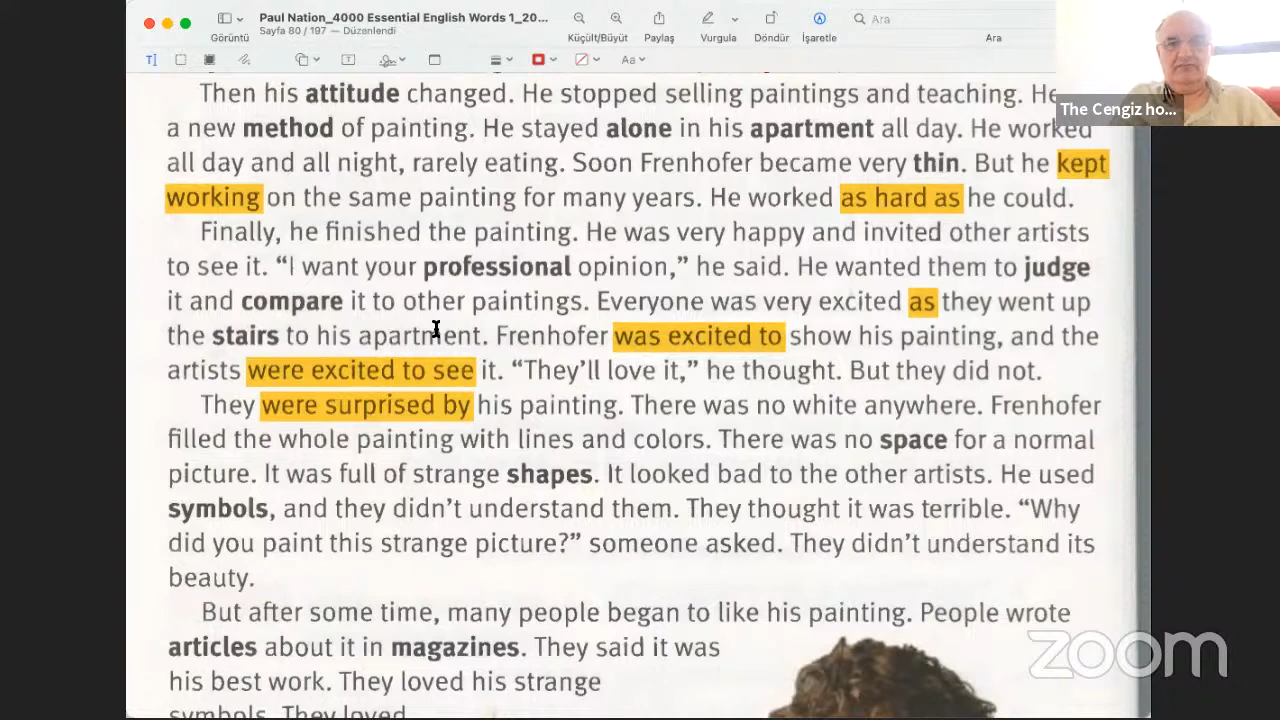 Paul Nation_4000 Essential English Words 1_20...
Sayfa 80 / 197 – Düzenlendi
Görüntü
Küçült/Büyüt
Paylaş
Vurgula
Döndür
İşaretle
Ara
Ara
Aa
The Cengiz ho...
Then his attitude changed. He stopped selling paintings and teaching. He
a new method of painting. He stayed alone in his apartment all day. He worked
all day and all night, rarely eating. Soon Frenhofer became very thin. But he kept
working on the same painting for many years. He worked as hard as he could.
Finally, he finished the painting. He was very happy and invited other artists
to see it. “I want your professional opinion,” he said. He wanted them to judge
it and compare it to other paintings. Everyone was very excited as they went up
the stairs to his apartment. Frenhofer was excited to show his painting, and the
artists were excited to see it. “They’ll love it,” he thought. But they did not.
They were surprised by his painting. There was no white anywhere. Frenhofer
filled the whole painting with lines and colors. There was no space for a normal
picture. It was full of strange shapes. It looked bad to the other artists. He used
symbols, and they didn’t understand them. They thought it was terrible. “Why
did you paint this strange picture?” someone asked. They didn’t understand its
beauty.
But after some time, many people began to like his painting. People wrote
articles about it in magazines. They said it was
his best work. They loved his strange
symbols. They loved
zoom